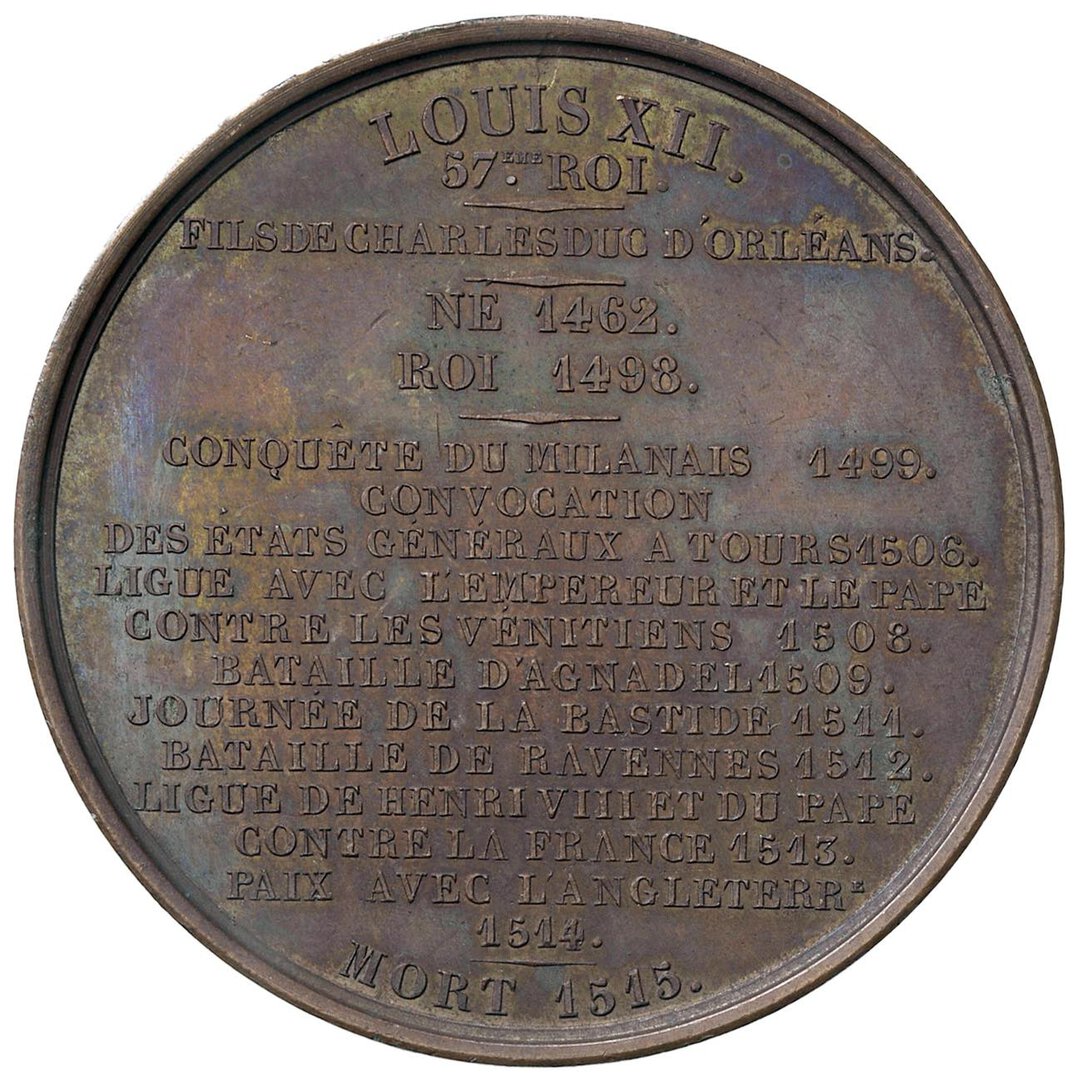 LOUIS XII.
57.EME ROI.
FILS DE CHARLES DUC D'ORLÉANS.
NÉ 1462.
ROI 1498.
CONQUÊTE DU MILANAIS 1499.
CONVOCATION
DES ÉTATS GÉNÉRAUX A TOURS 1506.
LIGUE AVEC L'EMPEREUR ET LE PAPE
CONTRE LES VÉNITIENS 1508.
BATAILLE D'AGNADEL 1509.
JOURNÉE DE LA BASTIDE 1511.
BATAILLE DE RAVENNES 1512.
LIGUE DE HENRI VIII ET DU PAPE
CONTRE LA FRANCE 1513.
PAIX AVEC L'ANGLETERRE
1514.
MORT 1515.